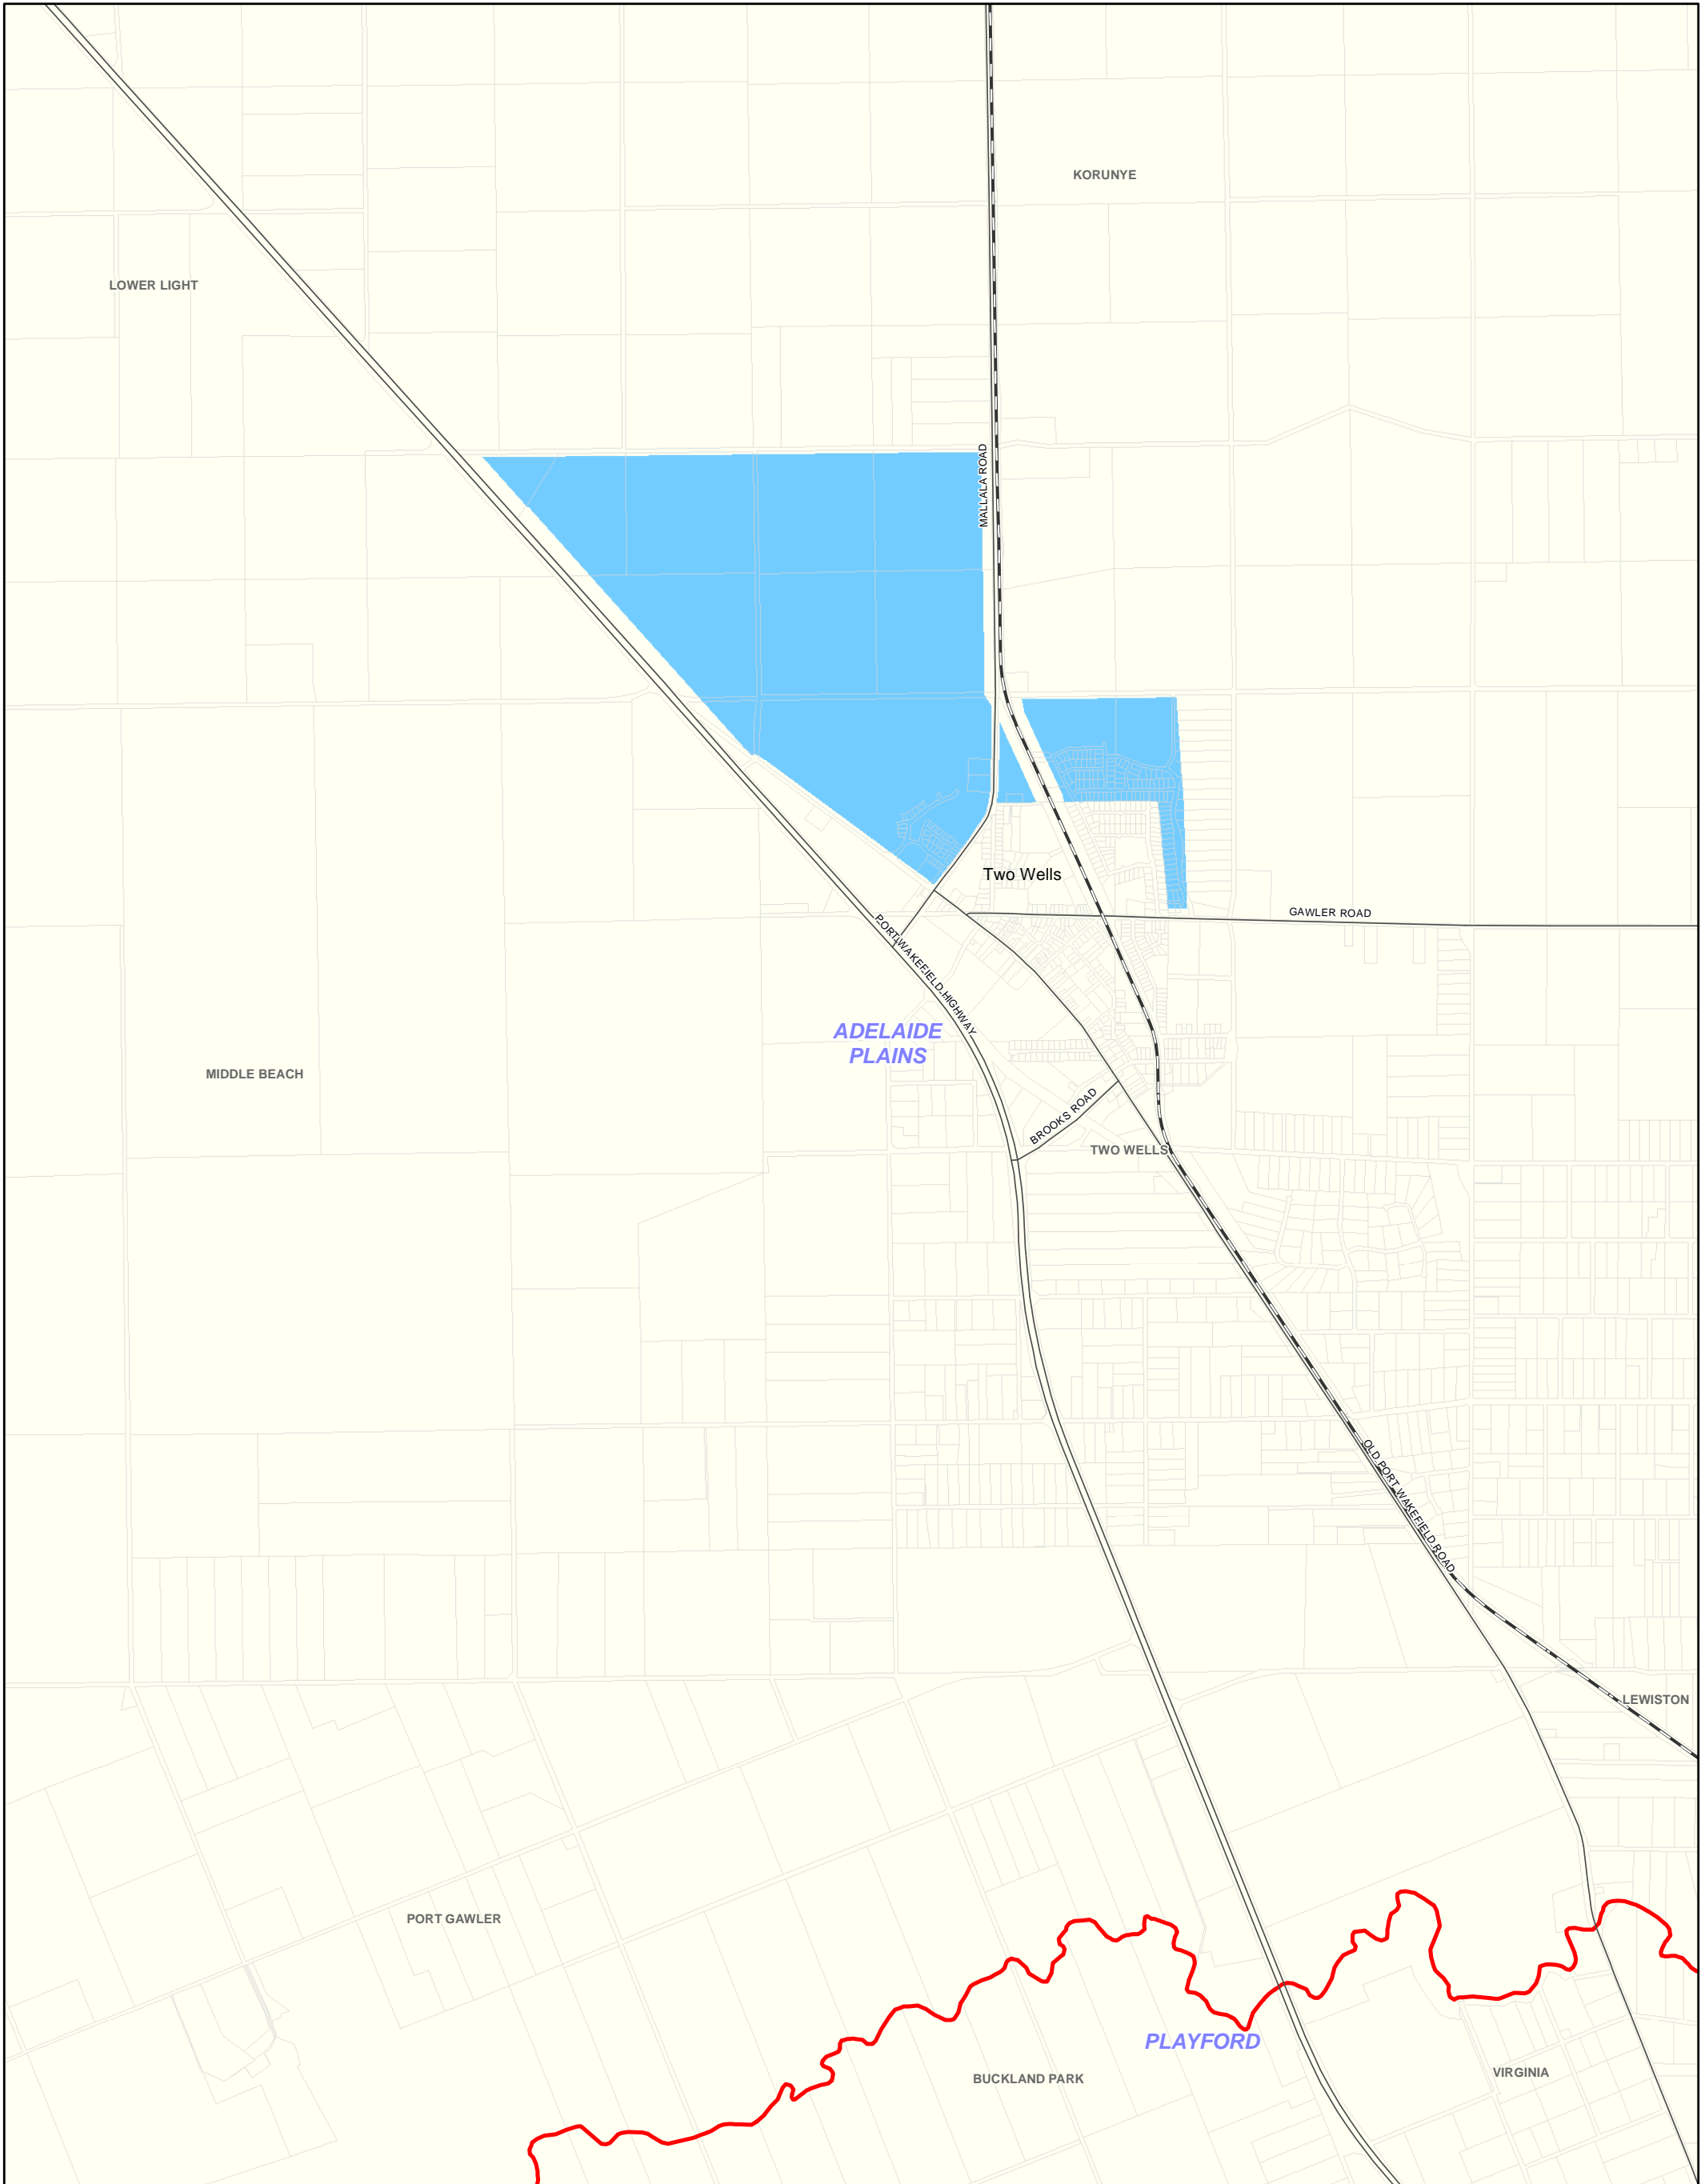 KORUNYE
LOWER LIGHT
MALLALA ROAD
Two Wells
GAWLER ROAD
PORT WAKEFIELD HIGHWAY
ADELAIDE
PLAINS
MIDDLE BEACH
BROOKS ROAD
TWO WELLS
OLD PORT WAKEFIELD ROAD
LEWISTON
PORT GAWLER
PLAYFORD
BUCKLAND PARK
VIRGINIA